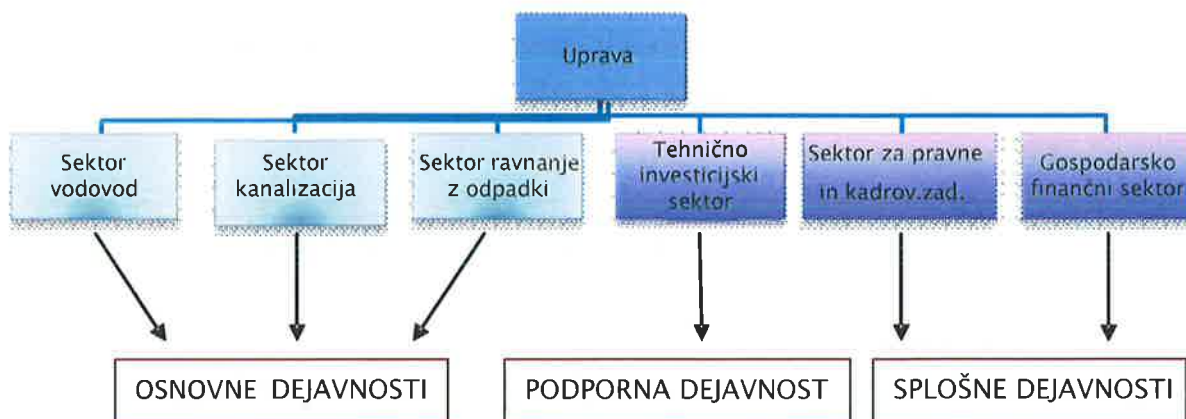 Uprava
Sektor
vodovod
Sektor
kanalizacija
Sektor ravnanje
z odpadki
Tehnično
investicijski
sektor
Sektor za pravne
in kadrov.zad.
Gospodarsko
finančni sektor
OSNOVNE DEJAVNOSTI
PODPORNA DEJAVNOST
SPLOŠNE DEJAVNOSTI